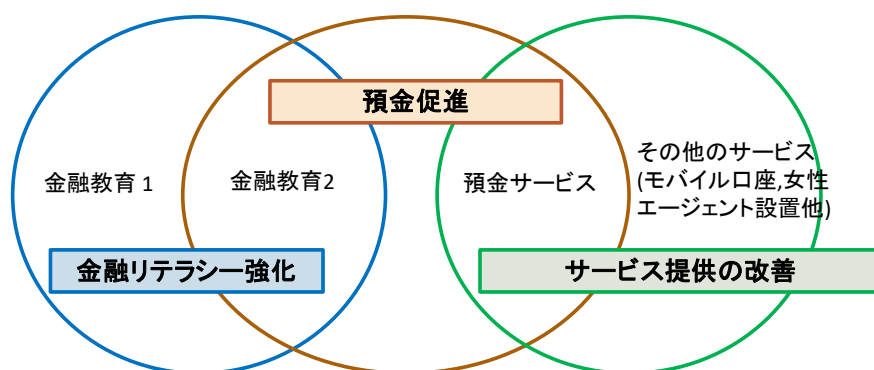 預金促進
金融教育1
金融教育2
預金サービス
その他のサービス
(モバイル口座,女性
エージェント設置他)
金融リテラシー強化
サービス提供の改善